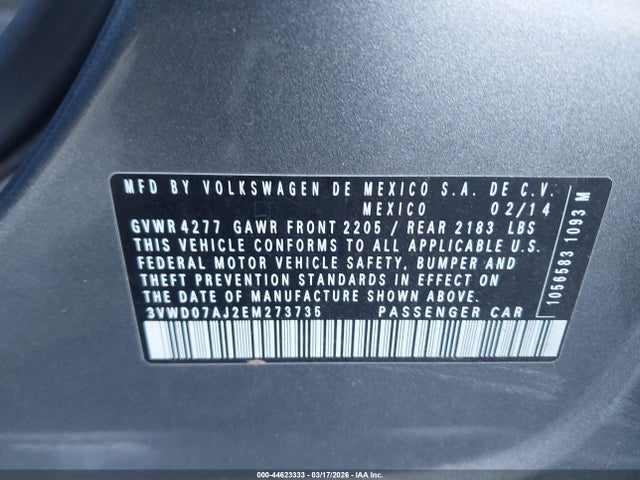 MFD BY VOLKSWAGEN DE MEXICO S.A. DE C.V.
MEXICO 02/14
GVWR 4277 GAWR FRONT 2205 / REAR 2183 LBS
THIS VEHICLE CONFORMS TO ALL APPLICABLE U.S.
FEDERAL MOTOR VEHICLE SAFETY, BUMPER AND
THEFT PREVENTION STANDARDS IN EFFECT ON
THE DATE OF MANUFACTURE SHOWN ABOVE.
3VWD07AJ2EM273735 PASSENGER CAR
1056583 1093 M
000-44623333 - 03/17/2026 - IAA Inc.